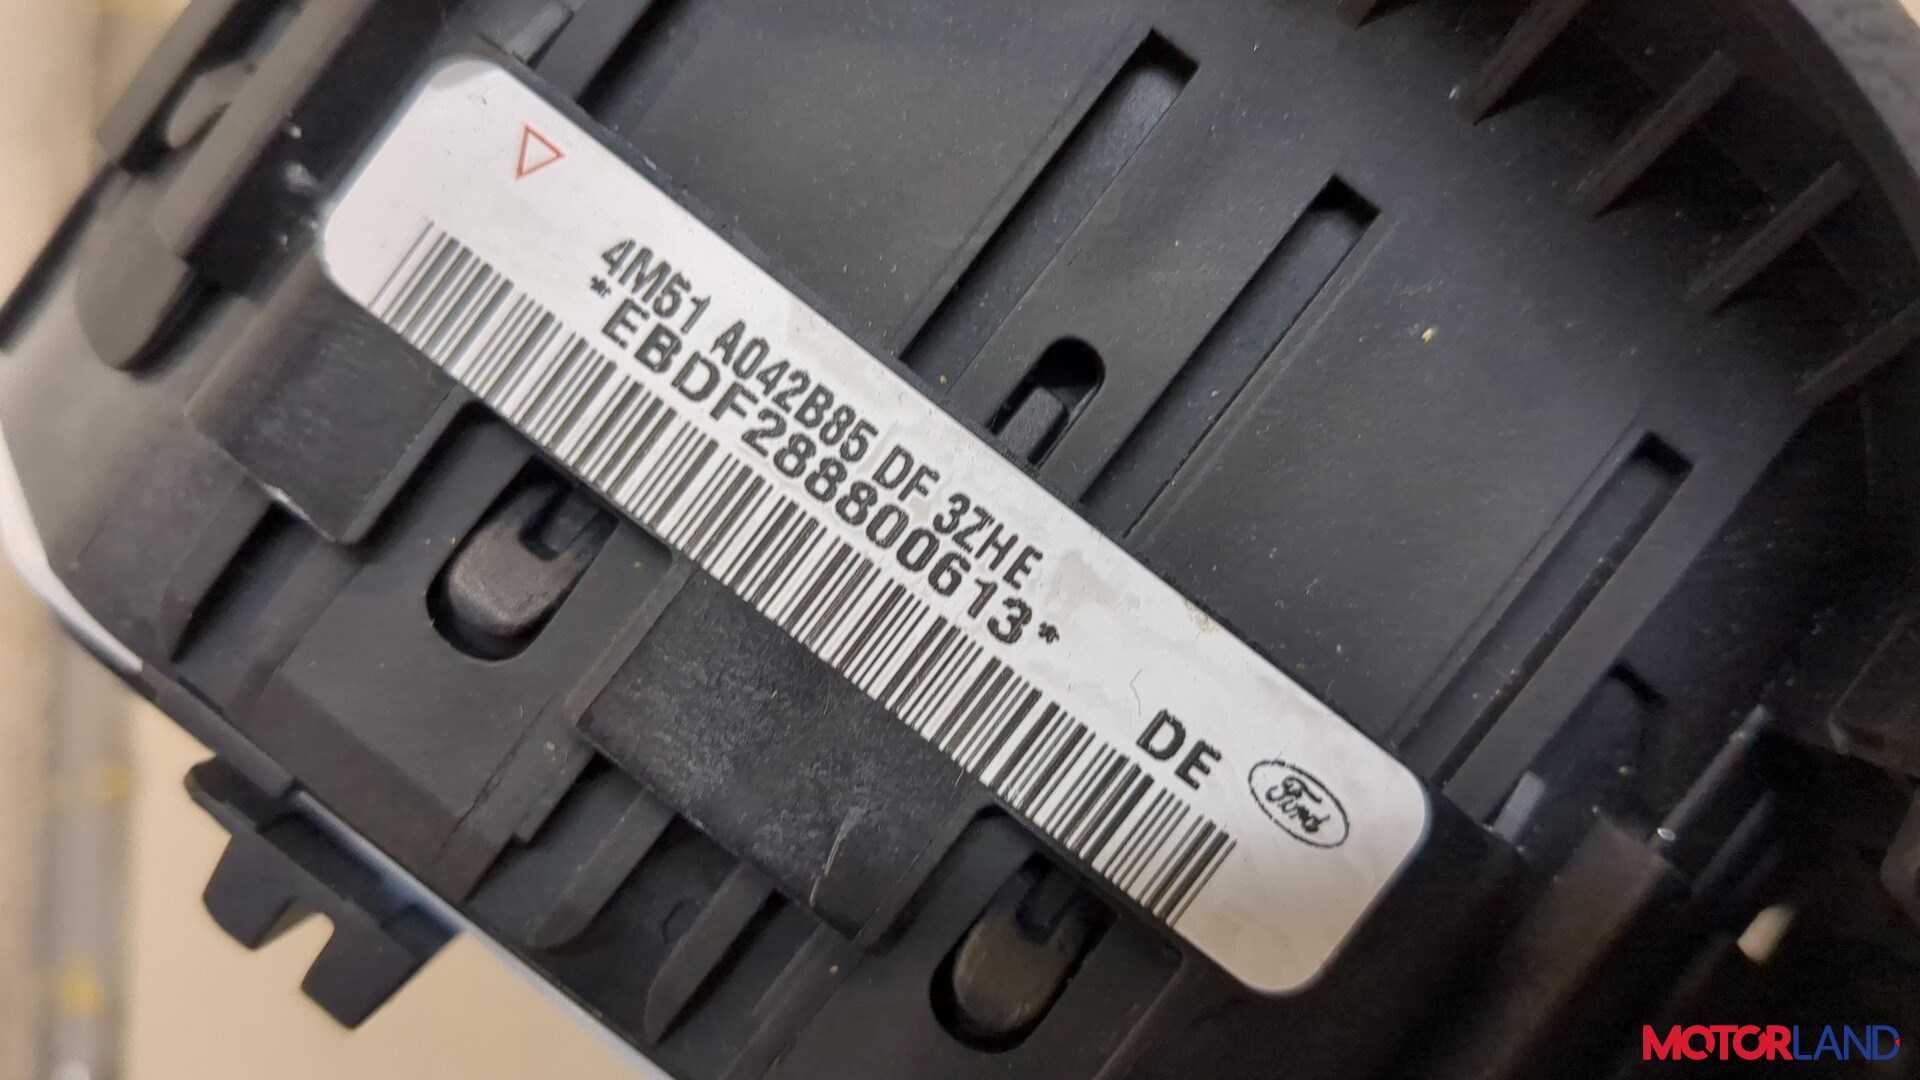 4M51 A042B85 DF 3ZHE
*EBDF288800613*
DE
Ford
MOTORLAND